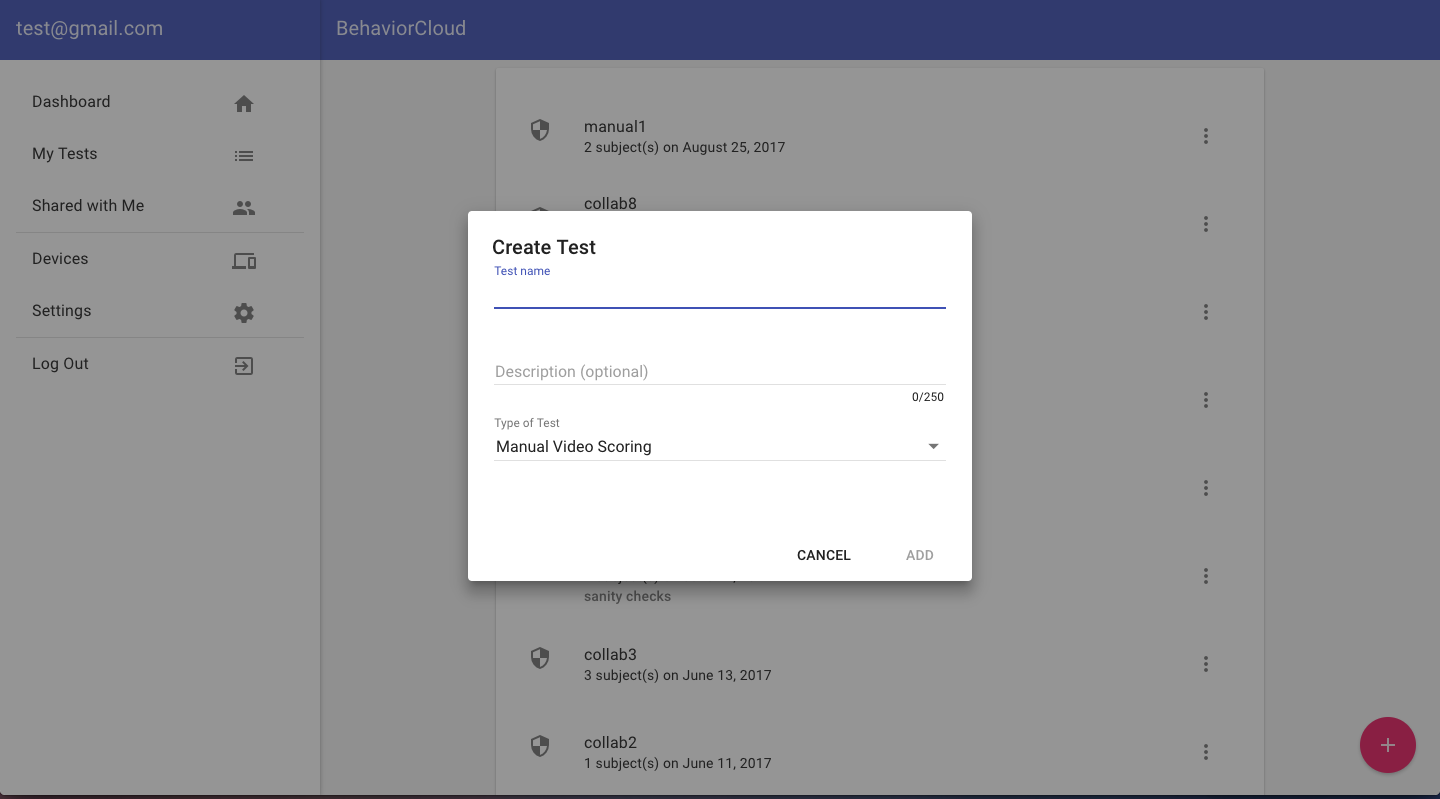 test@gmail.com
BehaviorCloud
Dashboard
My Tests
Shared with Me
Devices
Settings
Log Out
manual1
2 subject(s) on August 25, 2017
collab8
Create Test
Test name
Description (optional)
0/250
Type of Test
Manual Video Scoring
CANCEL ADD
sanity checks
collab3
3 subject(s) on June 13, 2017
collab2
1 subject(s) on June 11, 2017